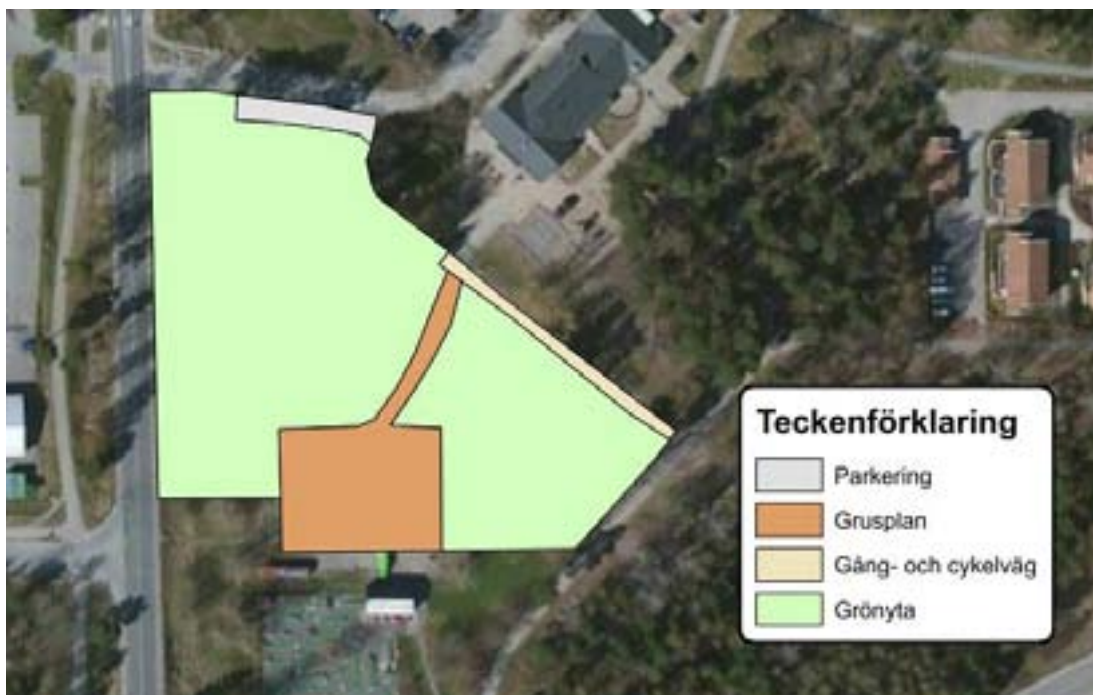 Teckenförklaring
Parkering
Grusplan
Gång- och cykelväg
Grönyta